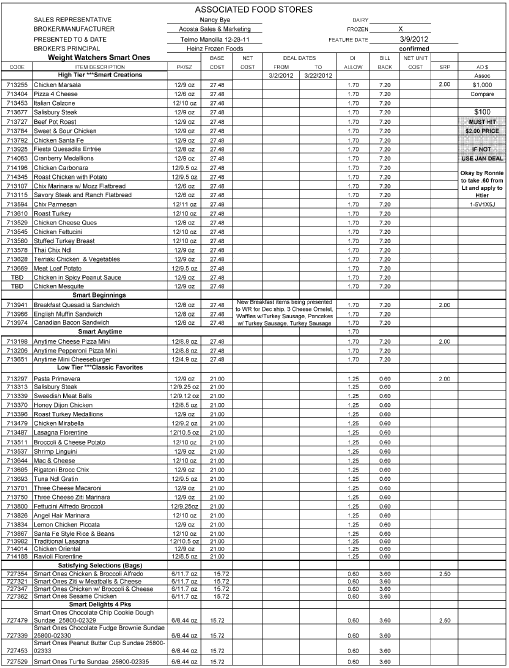 ASSOCIATED FOOD STORES
SALES REPRESENTATIVE Nancy Bye DAIRY
BROKER/MANUFACTURER Acosta Sales & Marketing FROZEN X
PRESENTED TO & DATE Telmo Mancilla 12-28-11 FEATURE DATE 3/9/2012
BROKER'S PRINCIPAL Heinz Frozen Foods confirmed
Weight Watchers Smart Ones BASE NET DEAL DATES OI BILL NET UNIT
CODE ITEM DESCRIPTION PK/SZ COST COST FROM TO ALLOW BACK COST SRP AD $
High Tier ***Smart Creations 3/2/2012 3/22/2012 Assoc
713255 Chicken Marsala 12/9 oz 27.48 1.70 7.20 2.00 $1,000
713404 Pizza 4 Cheese 12/6 oz 27.48 1.70 7.20 Compare
713453 Italian Calzone 12/10 oz 27.48 1.70 7.20
713677 Salisbury Steak 12/9 oz 27.48 1.70 7.20 $100
713727 Beef Pot Roast 12/9 oz 27.48 1.70 7.20 MUST HIT
713784 Sweet & Sour Chicken 12/9 oz 27.48 1.70 7.20 $2.00 PRICE
713792 Chicken Santa Fe 12/9 oz 27.48 1.70 7.20
713925 Fiesta Quesadilla Entrée 12/8 oz 27.48 1.70 7.20 IF NOT
714065 Cranberry Medallions 12/9 oz 27.48 1.70 7.20 USE JAN DEAL
714196 Chicken Carbonara 12/9.5 oz 27.48 1.70 7.20
714345 Roast Chicken with Potato 12/9.5 oz 27.48 1.70 7.20 Okay by Ronnie
713107 Chix Marinara w/ Mozz Flatbread 12/6 oz 27.48 1.70 7.20 to take .60 from
713115 Savory Steak and Ranch Flatbread 12/6 oz 27.48 1.70 7.20 Lt and apply to
713594 Chix Parmesan 12/11 oz 27.48 1.70 7.20 Htier
713610 Roast Turkey 12/10 oz 27.48 1.70 7.20
713529 Chicken Cheese Ques 12/8 oz 27.48 1.70 7.20
713545 Chicken Fettucini 12/10 oz 27.48 1.70 7.20
713560 Stuffed Turkey Breast 12/10 oz 27.48 1.70 7.20
713578 Thai Chix Ndl 12/9 oz 27.48 1.70 7.20
713628 Teriaki Chicken & Vegetables 12/9 oz 27.48 1.70 7.20
713669 Meat Loaf Potato 12/9.5 oz 27.48 1.70 7.20
TBD Chicken in Spicy Peanut Sauce 12/9 oz 27.48 1.70 7.20
TBD Chicken Mesquite 12/9 oz 27.48 1.70 7.20
Smart Beginnings
713941 Breakfast Quesadilla Sandwich 12/8 oz 27.48 1.70 7.20 2.00
713966 English Muffin Sandwich 12/8 oz 27.48 1.70 7.20
713974 Canadian Bacon Sandwich 12/8 oz 27.48 1.70 7.20
New Breakfast items being presented
to WR for Dec ship. 3 Cheese Omelet,
Waffles w/Turkey Sausage, Pancakes
w/ Turkey Sausage, Turkey Sausage
Smart Anytime 1.70
713198 Anytime Cheese Pizza Mini 12/8.8 oz 27.48 1.70 7.20 2.00
713206 Anytime Pepperoni Pizza Mini 12/8.8 oz 27.48 1.70 7.20
713651 Anytime Mini Cheeseburger 12/4.9 oz 27.48 1.70 7.20
Low Tier ***Classic Favorites
713297 Pasta Primavera 12/9 oz 21.00 1.25 0.60 2.00
713313 Salisbury Steak 12/9.25 oz 21.00 1.25 0.60
713339 Swedish Meat Balls 12/9.12 oz 21.00 1.25 0.60
713370 Honey Dijon Chicken 12/8.5 oz 21.00 1.25 0.60
713396 Roast Turkey Medallions 12/9 oz 21.00 1.25 0.60
713479 Chicken Mirabella 12/9.2 oz 21.00 1.25 0.60
713487 Lasagna Florentine 12/10.5 oz 21.00 1.25 0.60
713511 Broccoli & Cheese Potato 12/10 oz 21.00 1.25 0.60
713537 Shrimp Linguini 12/9 oz 21.00 1.25 0.60
713644 Mac & Cheese 12/10 oz 21.00 1.25 0.60
713685 Rigatoni Brocc Chix 12/9 oz 21.00 1.25 0.60
713693 Tuna Ndl Gratin 12/9.5 oz 21.00 1.25 0.60
713701 Three Cheese Macaroni 12/9 oz 21.00 1.25 0.60
713750 Three Cheese Ziti Marinara 12/9 oz 21.00 1.25 0.60
713800 Fettucini Alfredo Broccoli 12/9.25oz 21.00 1.25 0.60
713826 Angel Hair Marinara 12/10 oz 21.00 1.25 0.60
713834 Lemon Chicken Piccata 12/9 oz 21.00 1.25 0.60
713867 Santa Fe Style Rice & Beans 12/10 oz 21.00 1.25 0.60
713982 Traditional Lasagna 12/10.5 oz 21.00 1.25 0.60
714014 Chicken Oriental 12/9 oz 21.00 1.25 0.60
714188 Ravioli Florentine 12/8.5 oz 21.00 1.25 0.60
Satisfying Selections (Bags)
727354 Smart Ones Chicken & Broccoli Alfredo 6/11.7 oz 15.72 0.60 3.60 2.50
727321 Smart Ones Ziti w Meatballs & Cheese 6/11.7 oz 15.72 0.60 3.60
727347 Smart Ones Chicken w/ Broccoli & Cheese 6/11.7 oz 15.72 0.60 3.60
727362 Smart Ones Sesame Chicken 6/11.7 oz 15.72 0.60 3.60
Smart Delights 4 Pks
Smart Ones Chocolate Chip Cookie Dough
727479 Sundae 25800-02329 6/8.44 oz 15.72 0.60 3.60 2.50
Smart Ones Chocolate Fudge Brownie Sundae
727339 25800-02330 6/8.44 oz 15.72 0.60 3.60
Smart Ones Peanut Butter Cup Sundae 25800-
727453 02333 6/8.44 oz 15.72 0.60 3.60
727529 Smart Ones Turtle Sundae 25800-02335 6/8.44 oz 15.72 0.60 3.60